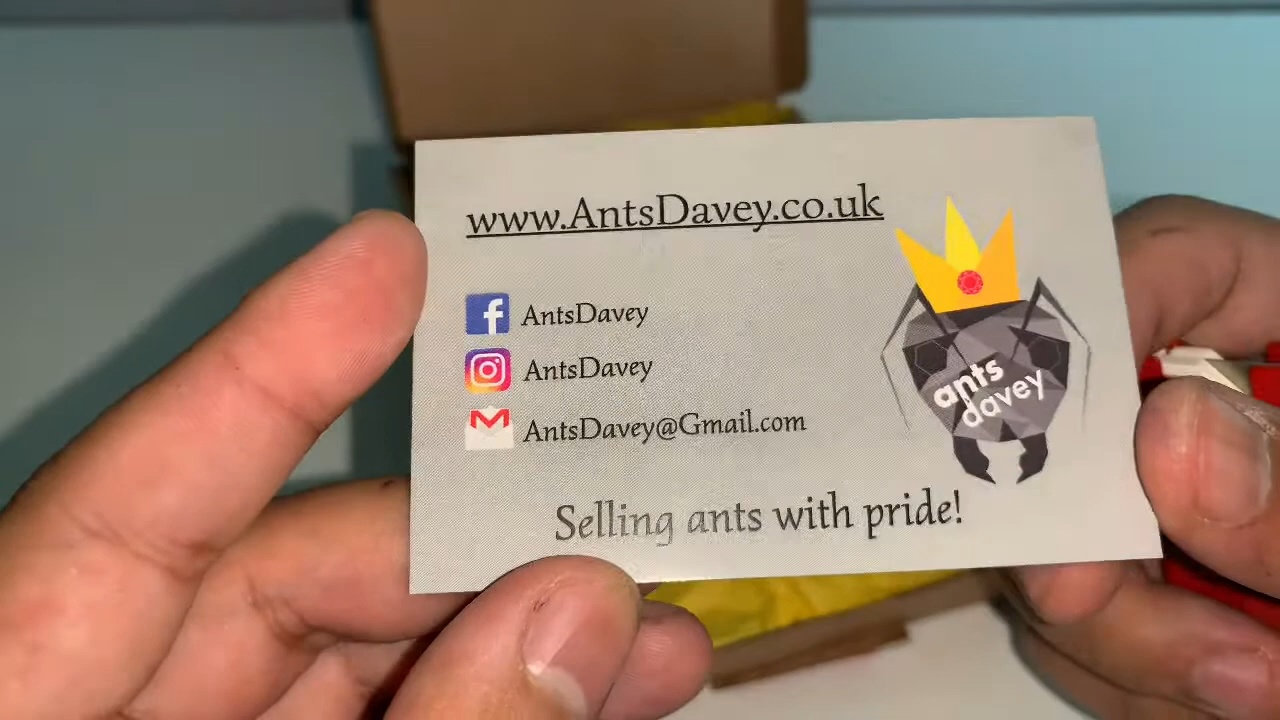 www.AntsDavey.co.uk
AntsDavey
AntsDavey
AntsDavey@Gmail.com
Selling ants with pride!
ants
davey